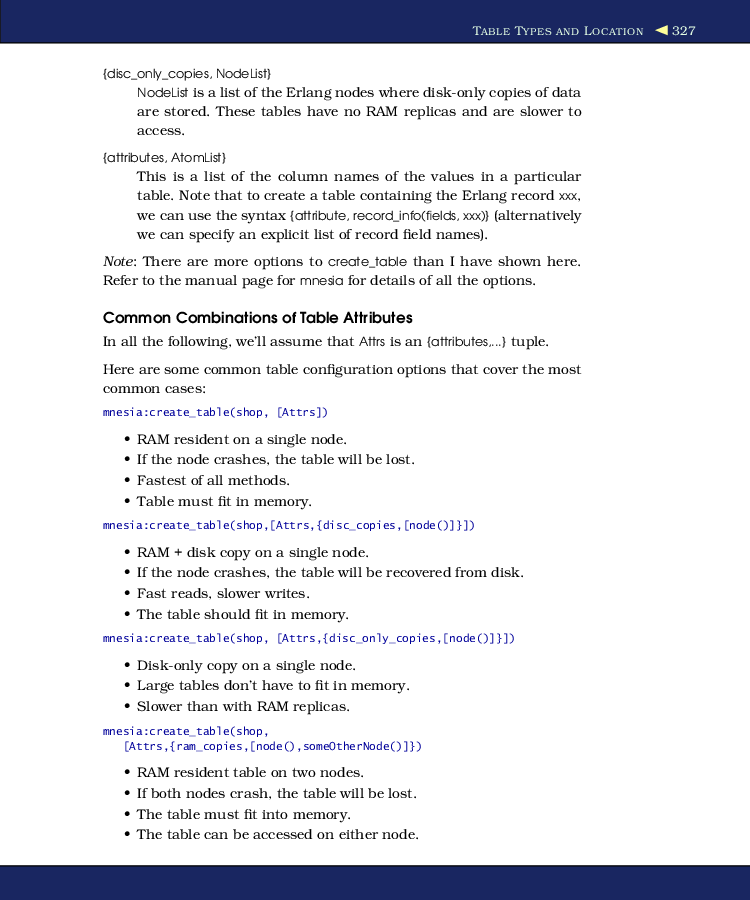 TABLE TYPES AND LOCATION ◀ 327
{disc_only_copies, NodeList}
NodeList is a list of the Erlang nodes where disk-only copies of data
are stored. These tables have no RAM replicas and are slower to
access.
{attributes, AtomList}
This is a list of the column names of the values in a particular
table. Note that to create a table containing the Erlang record xxx,
we can use the syntax {attribute, record_info(fields, xxx)} (alternatively
we can specify an explicit list of record field names).
Note: There are more options to create_table than I have shown here.
Refer to the manual page for mnesia for details of all the options.
Common Combinations of Table Attributes
In all the following, we'll assume that Attrs is an {attributes,...} tuple.
Here are some common table configuration options that cover the most
common cases:
mnesia:create_table(shop, [Attrs])
• RAM resident on a single node.
• If the node crashes, the table will be lost.
• Fastest of all methods.
• Table must fit in memory.
mnesia:create_table(shop,[Attrs,{disc_copies,[node()]}])
• RAM + disk copy on a single node.
• If the node crashes, the table will be recovered from disk.
• Fast reads, slower writes.
• The table should fit in memory.
mnesia:create_table(shop, [Attrs,{disc_only_copies,[node()]}])
• Disk-only copy on a single node.
• Large tables don't have to fit in memory.
• Slower than with RAM replicas.
mnesia:create_table(shop,
[Attrs,{ram_copies,[node(),someOtherNode()]})
• RAM resident table on two nodes.
• If both nodes crash, the table will be lost.
• The table must fit into memory.
• The table can be accessed on either node.